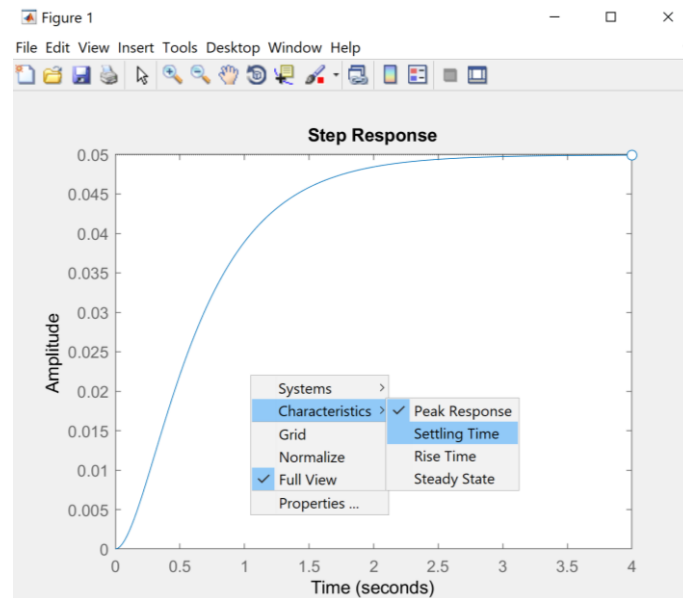 Figure 1
File Edit View Insert Tools Desktop Window Help
Step Response
0.05
0.045
0.04
0.035
0.03
0.025
0.02
0.015
0.01
0.005
0
Amplitude
Systems
Characteristics
Grid
Normalize
Full View
Properties ...
Peak Response
Settling Time
Rise Time
Steady State
0 0.5 1 1.5 2 2.5 3 3.5 4
Time (seconds)